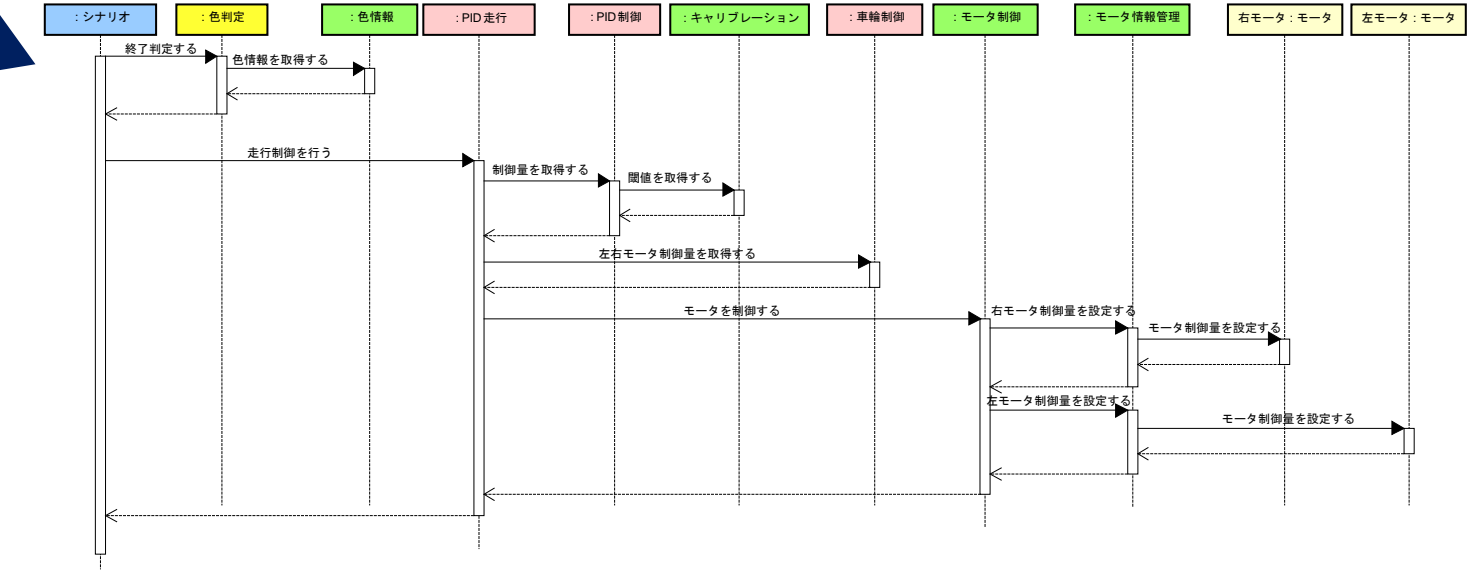 ：シナリオ
：色判定
：色情報
：PID走行
：PID制御
：キャリブレーション
：車輪制御
：モータ制御
：モータ情報管理
右モータ：モータ
左モータ：モータ
終了判定する
色情報を取得する
走行制御を行う
制御量を取得する
閾値を取得する
左右モータ制御量を取得する
モータを制御する
右モータ制御量を設定する
モータ制御量を設定する
左モータ制御量を設定する
モータ制御量を設定する